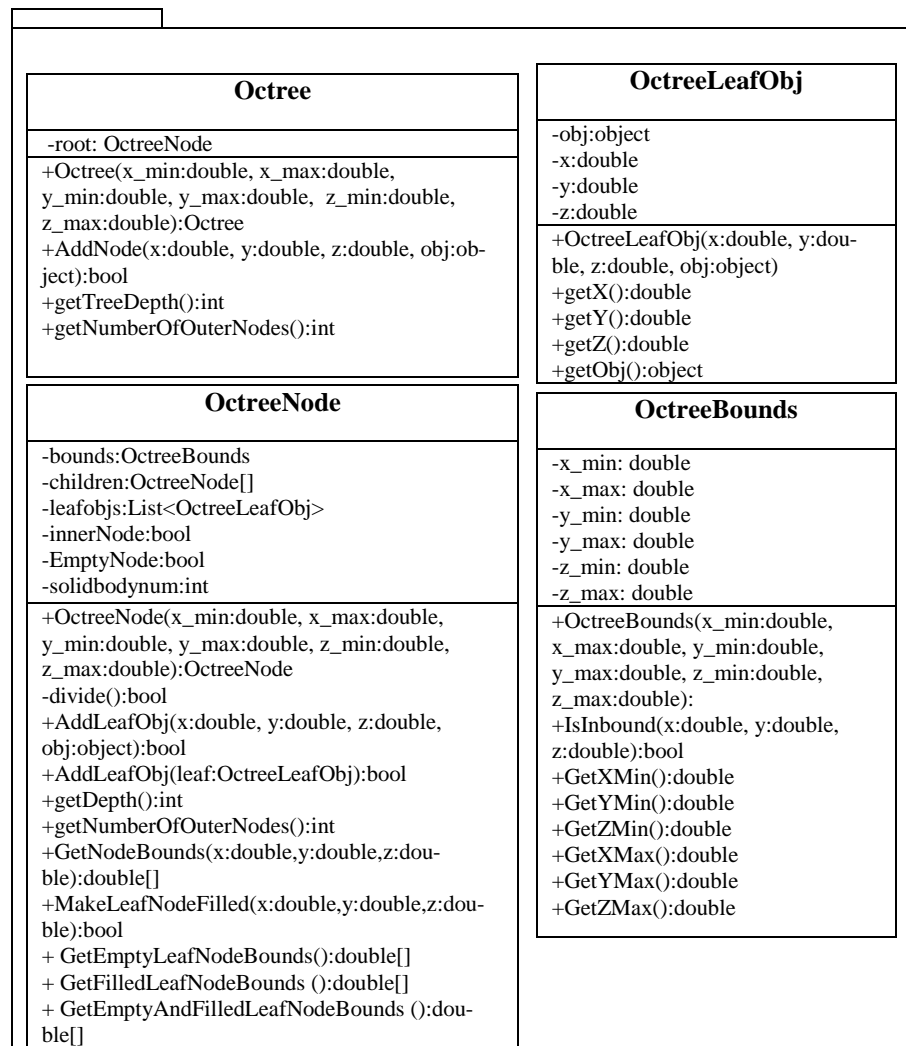 Octree
-root: OctreeNode
+Octree(x_min:double, x_max:double,
y_min:double, y_max:double, z_min:double,
z_max:double):Octree
+AddNode(x:double, y:double, z:double, obj:ob-
ject):bool
+getTreeDepth():int
+getNumberOfOuterNodes():int
OctreeLeafObj
-obj:object
-x:double
-y:double
-z:double
+OctreeLeafObj(x:double, y:dou-
ble, z:double, obj:object)
+getX():double
+getY():double
+getZ():double
+getObj():object
OctreeNode
-bounds:OctreeBounds
-children:OctreeNode[]
-leafobjs:List<OctreeLeafObj>
-innerNode:bool
-EmptyNode:bool
-solidbodynum:int
+OctreeNode(x_min:double, x_max:double,
y_min:double, y_max:double, z_min:double,
z_max:double):OctreeNode
-divide():bool
+AddLeafObj(x:double, y:double, z:double,
obj:object):bool
+AddLeafObj(leaf:OctreeLeafObj):bool
+getDepth():int
+getNumberOfOuterNodes():int
+GetNodeBounds(x:double,y:double,z:dou-
ble):double[]
+MakeLeafNodeFilled(x:double,y:double,z:dou-
ble):bool
+ GetEmptyLeafNodeBounds():double[]
+ GetFilledLeafNodeBounds ():double[]
+ GetEmptyAndFilledLeafNodeBounds ():dou-
ble[]
OctreeBounds
-x_min: double
-x_max: double
-y_min: double
-y_max: double
-z_min: double
-z_max: double
+OctreeBounds(x_min:double,
x_max:double, y_min:double,
y_max:double, z_min:double,
z_max:double):
+IsInbound(x:double, y:double,
z:double):bool
+GetXMin():double
+GetYMin():double
+GetZMin():double
+GetXMax():double
+GetYMax():double
+GetZMax():double